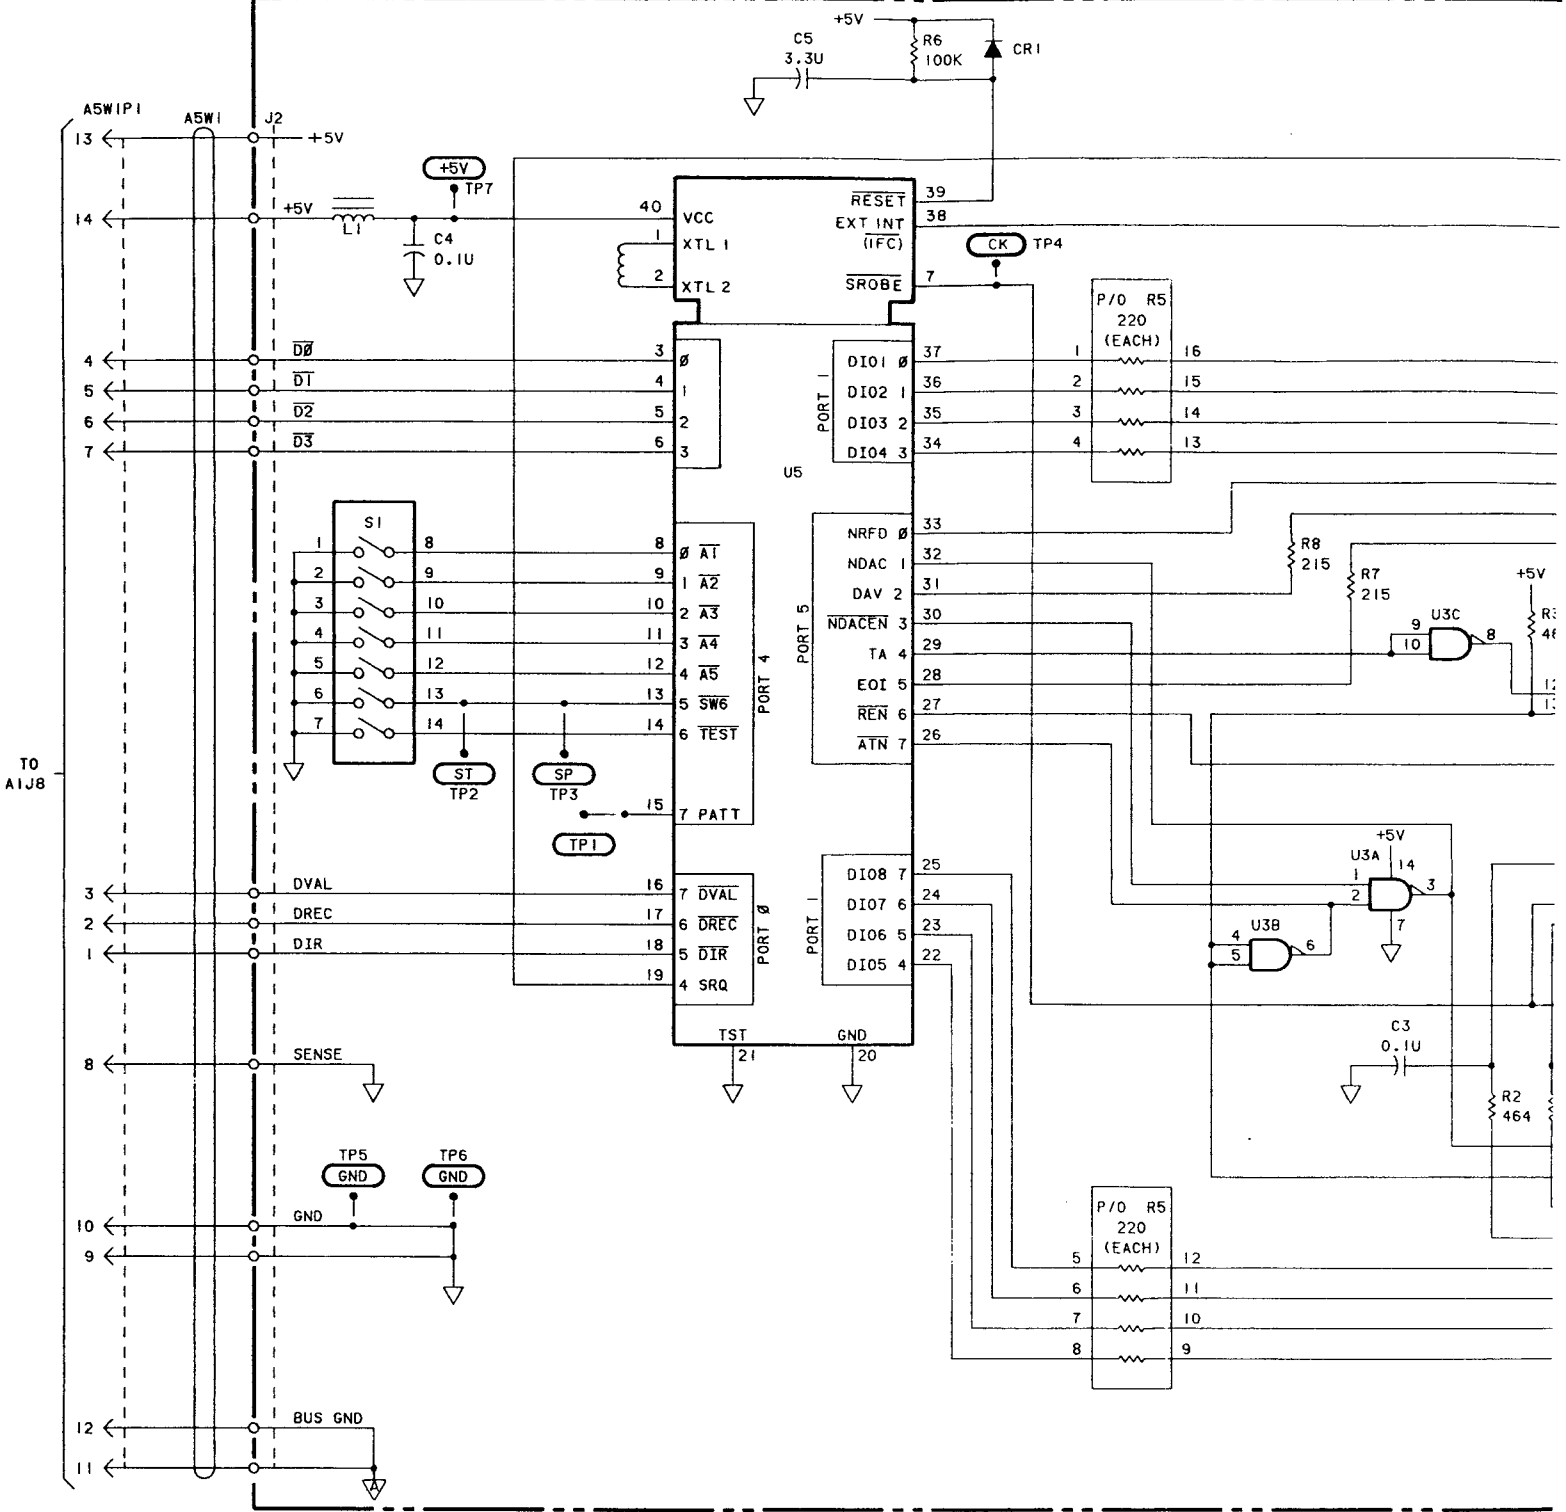 +5V
C5
3.3U
R6
100K
CR1
A5W1P1
A5W1
J2
13
+5V
+5V
TP7
14
+5V
L1
C4
0.1U
40
VCC
1
XTL 1
2
XTL 2
RESET
39
EXT INT
38
(IFC)
CK
TP4
SROBE
7
P/O R5
220
(EACH)
4
D0
3
0
5
D1
4
1
6
D2
5
2
7
D3
6
3
PORT 1
DIO1 0
37
1
16
DIO2 1
36
2
15
DIO3 2
35
3
14
DIO4 3
34
4
13
U5
S1
1
8
8
0 A1
2
9
9
1 A2
3
10
10
2 A3
4
11
11
3 A4
5
12
12
4 A5
6
13
13
5 SW6
7
14
14
6 TEST
PORT 4
ST
TP2
SP
TP3
15
7 PATT
TP1
PORT 5
NRFD 0
33
NDAC 1
32
DAV 2
31
NDACEN 3
30
TA 4
29
EOI 5
28
REN 6
27
ATN 7
26
R8
215
R7
215
+5V
U3C
9
10
8
TO
A1J8
+5V
U3A
14
1
2
3
7
U3B
4
5
6
3
DVAL
16
7 DVAL
2
DREC
17
6 DREC
1
DIR
18
5 DIR
19
4 SRQ
PORT 0
PORT 1
DIO8 7
25
DIO7 6
24
DIO6 5
23
DIO5 4
22
TST
21
GND
20
C3
0.1U
R2
464
8
SENSE
TP5
GND
TP6
GND
10
GND
9
P/O R5
220
(EACH)
5
12
6
11
7
10
8
9
12
BUS GND
11
A